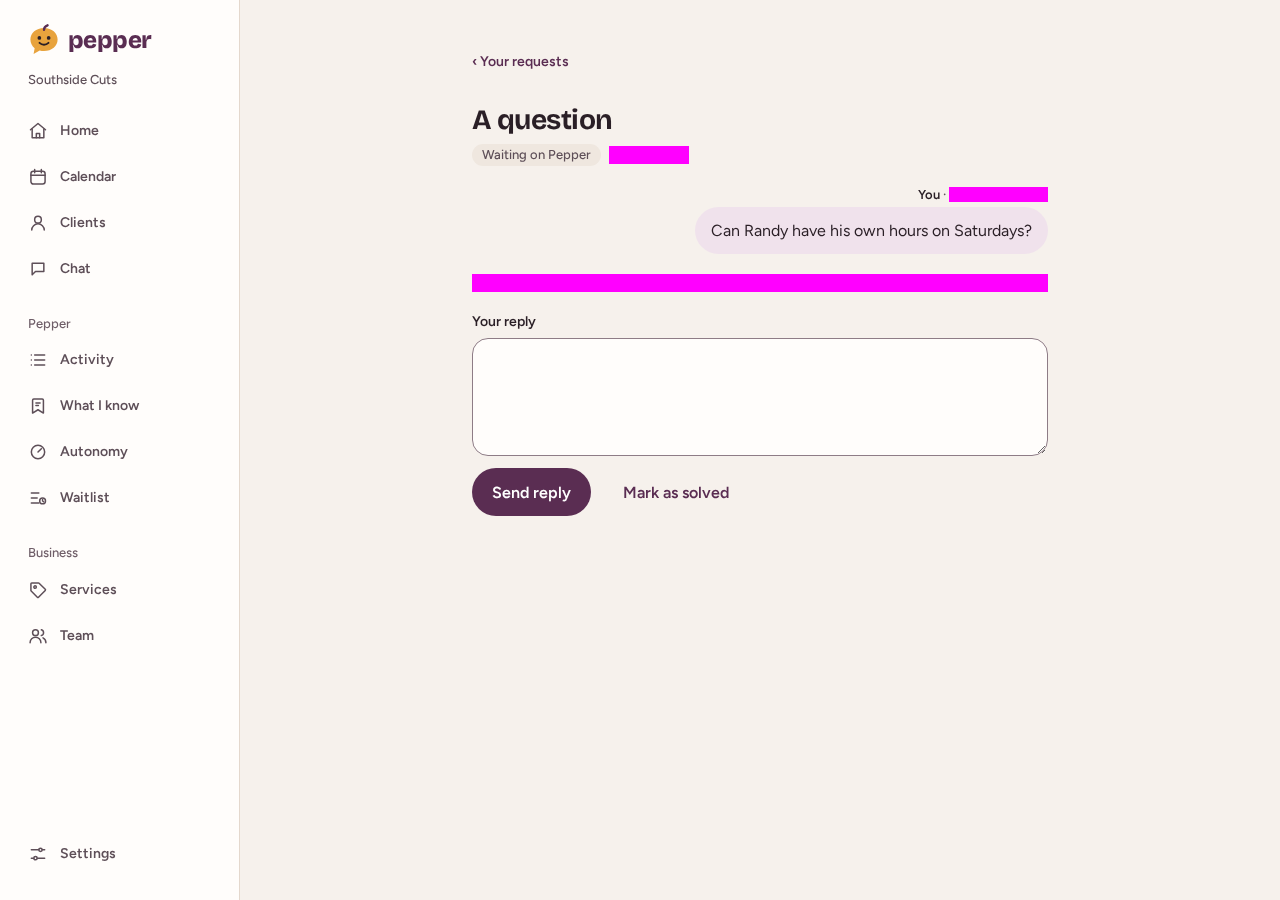 pepper
Southside Cuts
Home
Calendar
Clients
Chat
Pepper
Activity
What I know
Autonomy
Waitlist
Business
Services
Team
Settings
‹ Your requests
A question
Waiting on Pepper
You ·
Can Randy have his own hours on Saturdays?
Your reply
Send reply
Mark as solved